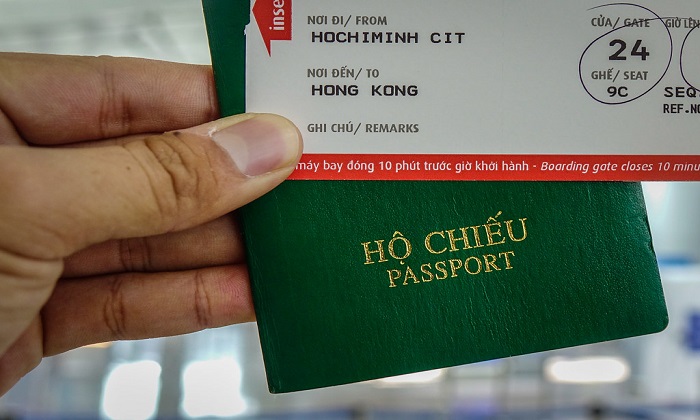 inse
NƠI ĐI/ FROM
HOCHIMINH CIT
CỬA/ GATE GIỜ LÊN
24
NƠI ĐẾN/ TO
HONG KONG
GHẾ/ SEAT
9C
SEQ
REF.NO
GHI CHÚ/ REMARKS
máy bay đóng 10 phút trước giờ khởi hành - Boarding gate closes 10 minu
HỘ CHIẾU
PASSPORT